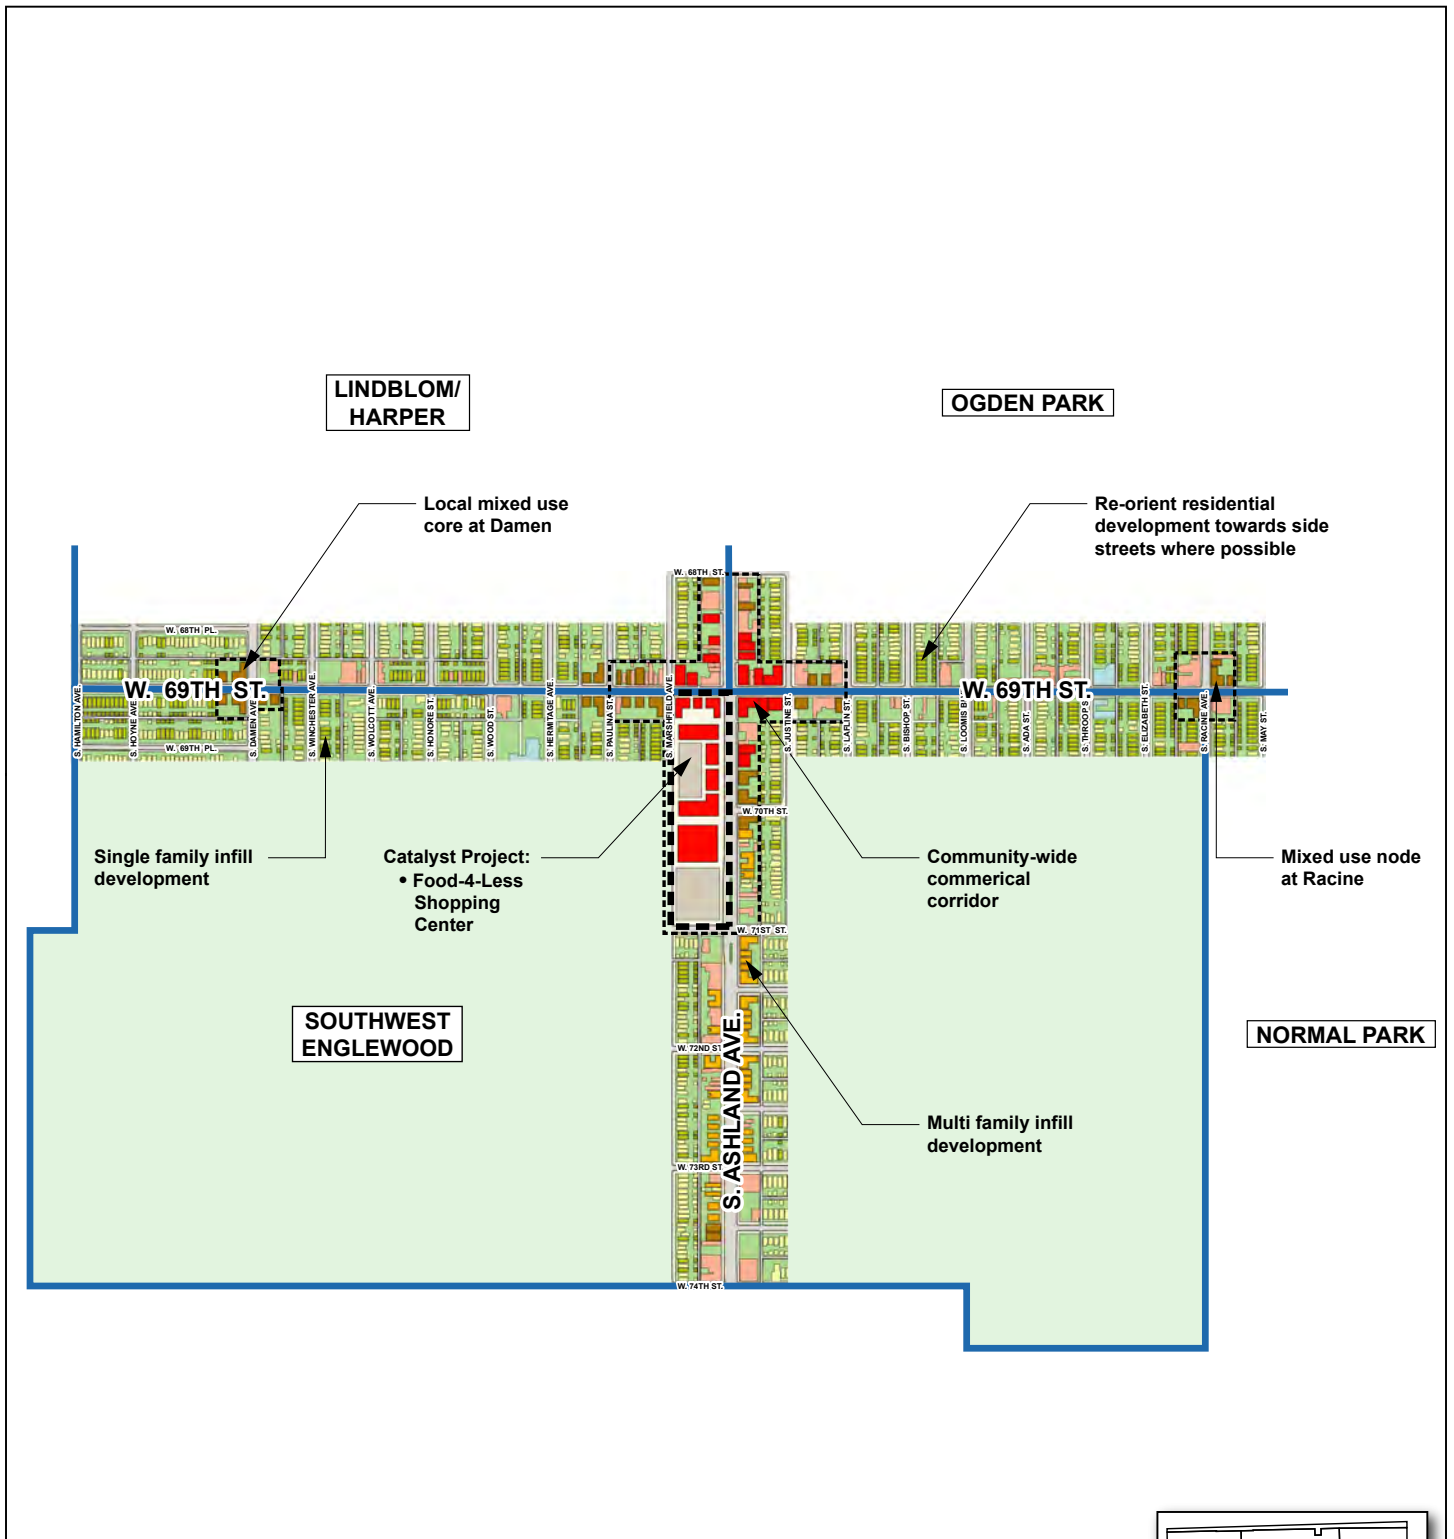 LINDBLOM/
HARPER
OGDEN PARK
Local mixed use
core at Damen
Re-orient residential
development towards side
streets where possible
W. 68TH ST.
W. 68TH PL.
W. 69TH ST.
W. 69TH ST.
W. 69TH PL.
S. HAMILTON AVE.
S. HOYNE AVE.
S. DAMEN AVE.
S. WINCHESTER AVE.
S. WOLCOTT AVE.
S. HONORE ST.
S. WOOD ST.
S. HERMITAGE AVE.
S. PAULINA ST.
S. MARSHFIELD AVE.
S. JUSTINE ST.
S. LAFLIN ST.
S. BISHOP ST.
S. LOOMIS
S. ADA ST.
S. THROOP S
S. ELIZABETH ST.
S. RACINE AVE.
S. MAY ST.
W. 70TH ST.
Single family infill
development
Catalyst Project:
• Food-4-Less
Shopping
Center
Community-wide
commerical
corridor
Mixed use node
at Racine
W. 71ST ST.
SOUTHWEST
ENGLEWOOD
NORMAL PARK
W. 72ND ST
S. ASHLAND AVE.
Multi family infill
development
W. 73RD ST
W. 74TH ST.